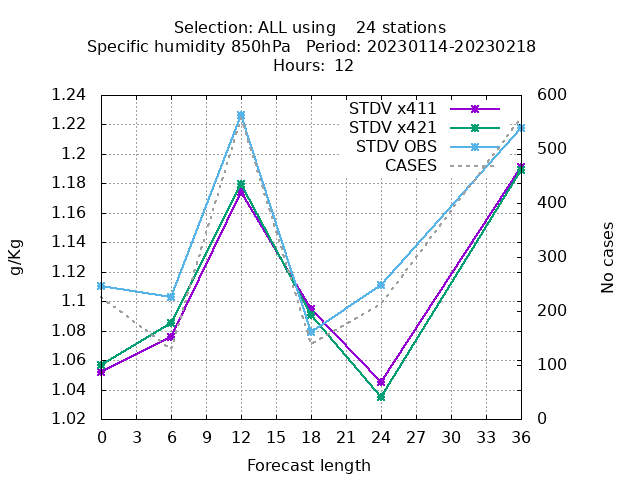 Selection: ALL using    24 stations
Specific humidity 850hPa   Period: 20230114-20230218
Hours: 12
STDV x411
STDV x421
STDV OBS
CASES
g/Kg
1.24
1.22
1.2
1.18
1.16
1.14
1.12
1.1
1.08
1.06
1.04
1.02
No cases
600
500
400
300
200
100
0
0 3 6 9 12 15 18 21 24 27 30 33 36
Forecast length